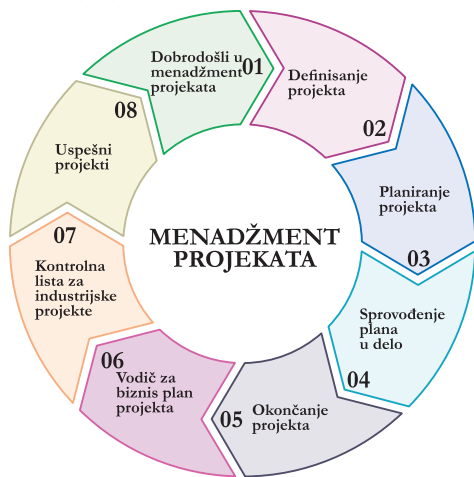 MENADŽMENT
PROJEKATA
Dobrodošli u
menadžment
projekata
01
Definisanje
projekta
02
Planiranje
projekta
03
Sprovođenje
plana
u delo
04
Okončanje
projekta
05
Vodič za
biznis plan
projekta
06
Kontrolna
lista za
industrijske
projekte
07
Uspešni
projekti
08